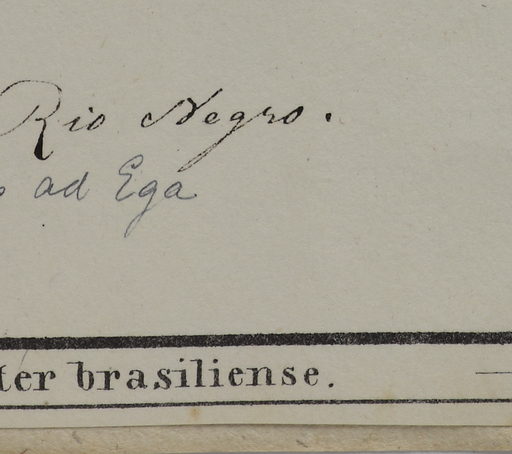 Rio Negro.
ad Ega
ter brasiliense.